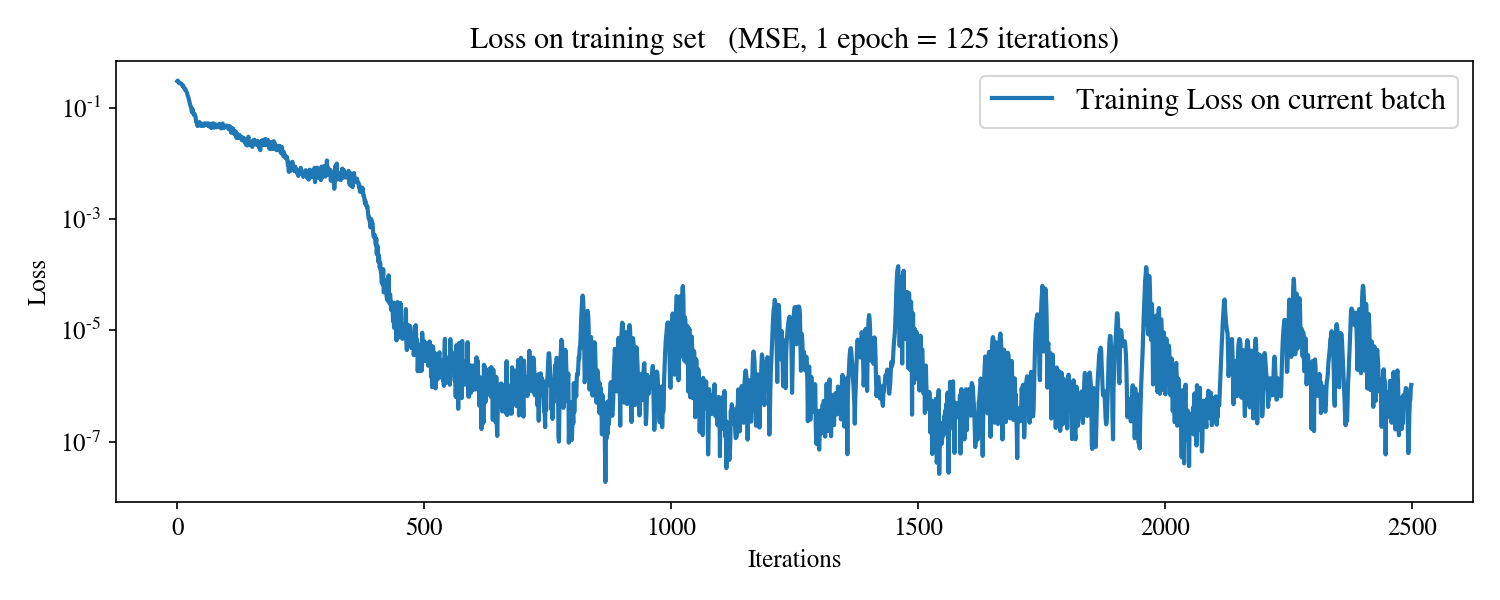 Loss on training set (MSE, 1 epoch = 125 iterations)
Training Loss on current batch
Loss
10⁻¹
10⁻³
10⁻⁵
10⁻⁷
0 500 1000 1500 2000 2500
Iterations